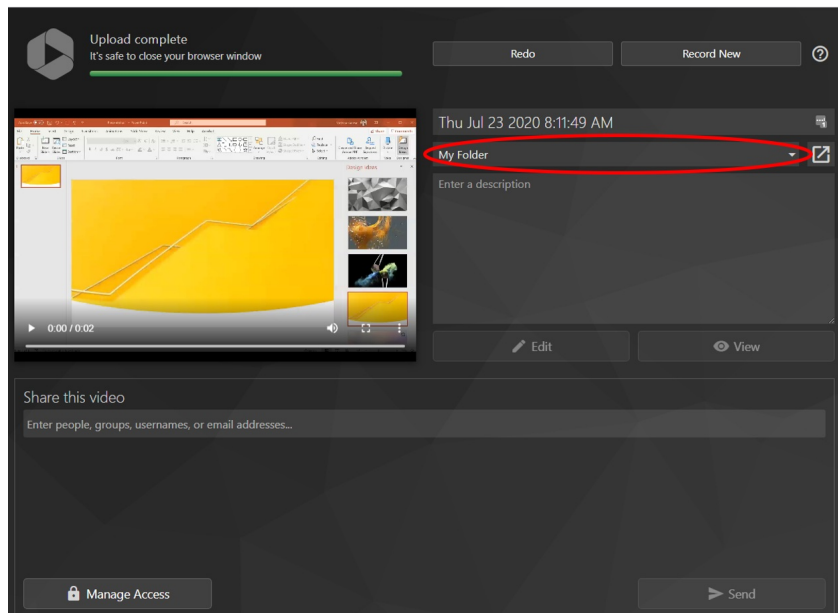 Upload complete
It's safe to close your browser window
Redo
Record New
Thu Jul 23 2020 8:11:49 AM
My Folder
Enter a description
Design Ideas
0:00 / 0:02
Edit
View
Share this video
Enter people, groups, usernames, or email addresses...
Manage Access
Send